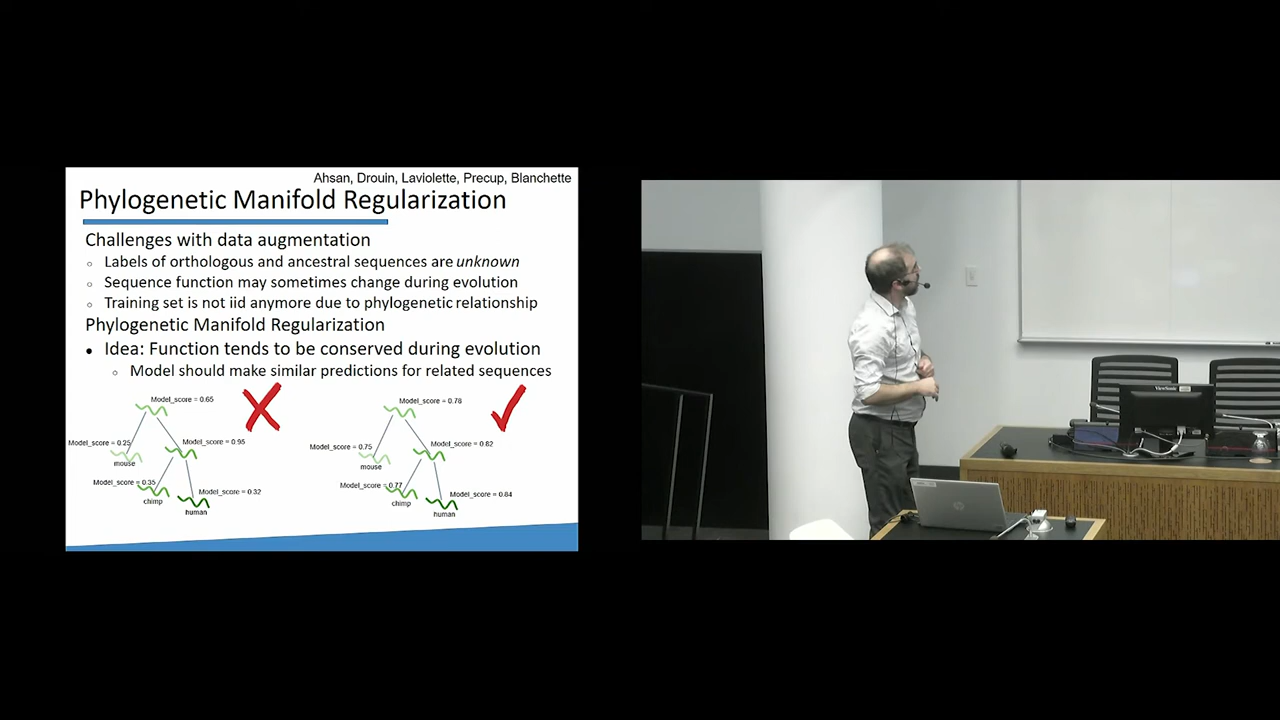 Ahsan, Drouin, Laviolette, Precup, Blanchette
Phylogenetic Manifold Regularization
Challenges with data augmentation
Labels of orthologous and ancestral sequences are unknown
Sequence function may sometimes change during evolution
Training set is not iid anymore due to phylogenetic relationship
Phylogenetic Manifold Regularization
Idea: Function tends to be conserved during evolution
Model should make similar predictions for related sequences
Model_score = 0.65
Model_score = 0.25
Model_score = 0.95
mouse
Model_score = 0.35
Model_score = 0.32
chimp
human
Model_score = 0.78
Model_score = 0.75
Model_score = 0.82
mouse
Model_score = 0.77
Model_score = 0.84
chimp
human
ViewSonic
hp